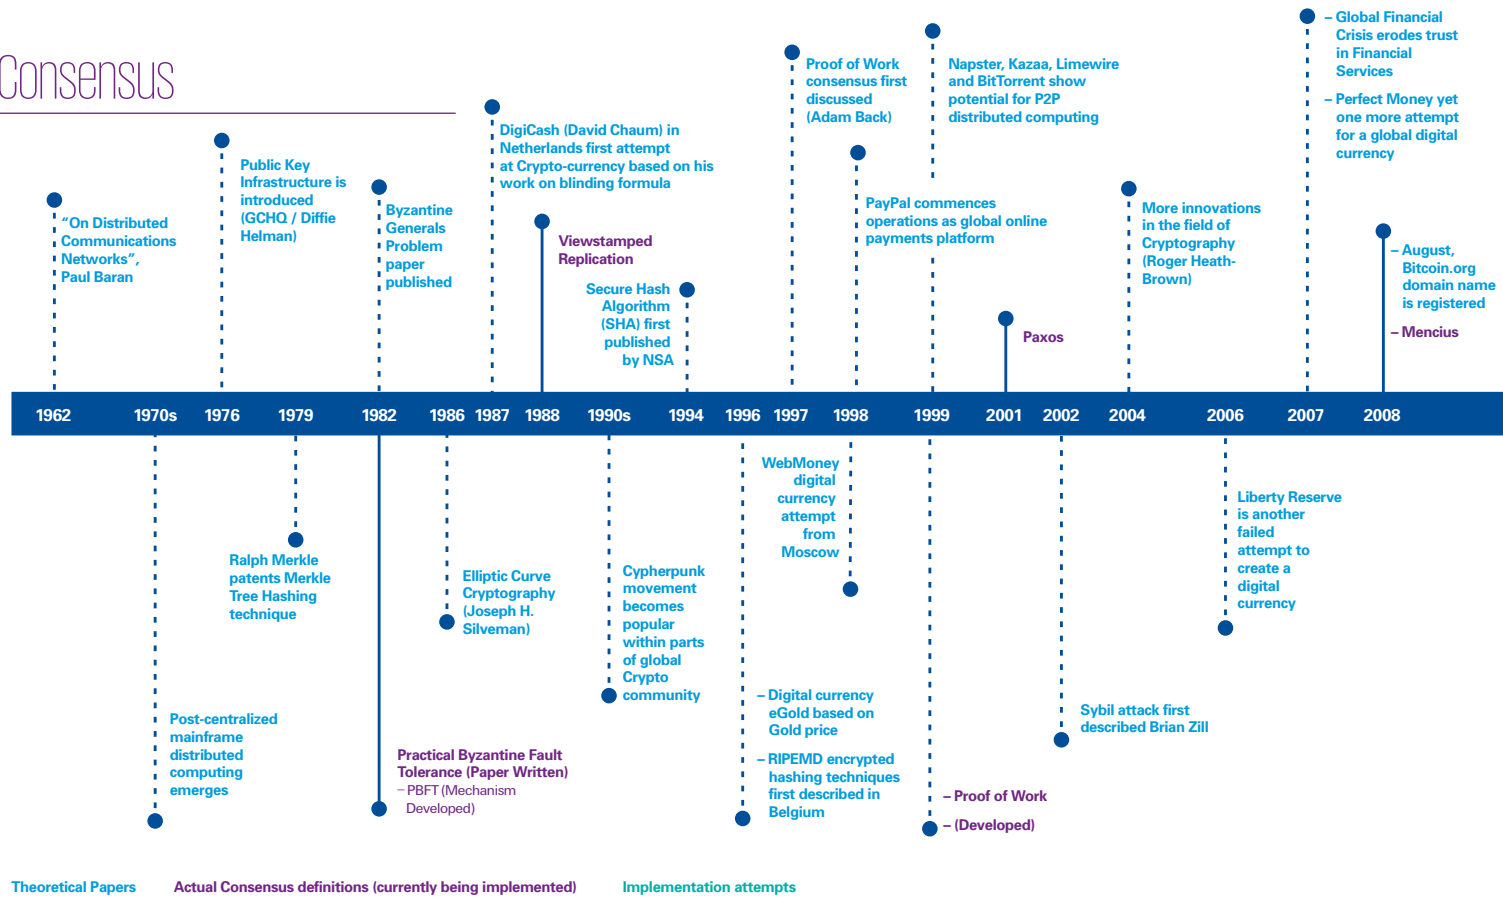 Consensus
"On Distributed
Communications
Networks",
Paul Baran
Public Key
Infrastructure is
introduced
(GCHQ / Diffie
Helman)
Byzantine
Generals
Problem
paper
published
DigiCash (David Chaum) in
Netherlands first attempt
at Crypto-currency based on his
work on blinding formula
Viewstamped
Replication
Secure Hash
Algorithm
(SHA) first
published
by NSA
Proof of Work
consensus first
discussed
(Adam Back)
PayPal commences
operations as global online
payments platform
Napster, Kazaa, Limewire
and BitTorrent show
potential for P2P
distributed computing
Paxos
More innovations
in the field of
Cryptography
(Roger Heath-
Brown)
– Global Financial
Crisis erodes trust
in Financial
Services
– Perfect Money yet
one more attempt
for a global digital
currency
– August,
Bitcoin.org
domain name
is registered
– Mencius
1962 1970s 1976 1979 1982 1986 1987 1988 1990s 1994 1996 1997 1998 1999 2001 2002 2004 2006 2007 2008
Post-centralized
mainframe
distributed
computing
emerges
Ralph Merkle
patents Merkle
Tree Hashing
technique
Practical Byzantine Fault
Tolerance (Paper Written)
– PBFT (Mechanism
Developed)
Elliptic Curve
Cryptography
(Joseph H.
Silveman)
Cypherpunk
movement
becomes
popular
within parts
of global
Crypto
community
– Digital currency
eGold based on
Gold price
– RIPEMD encrypted
hashing techniques
first described in
Belgium
WebMoney
digital
currency
attempt
from
Moscow
– Proof of Work
– (Developed)
Sybil attack first
described Brian Zill
Liberty Reserve
is another
failed
attempt to
create a
digital
currency
Theoretical Papers Actual Consensus definitions (currently being implemented) Implementation attempts